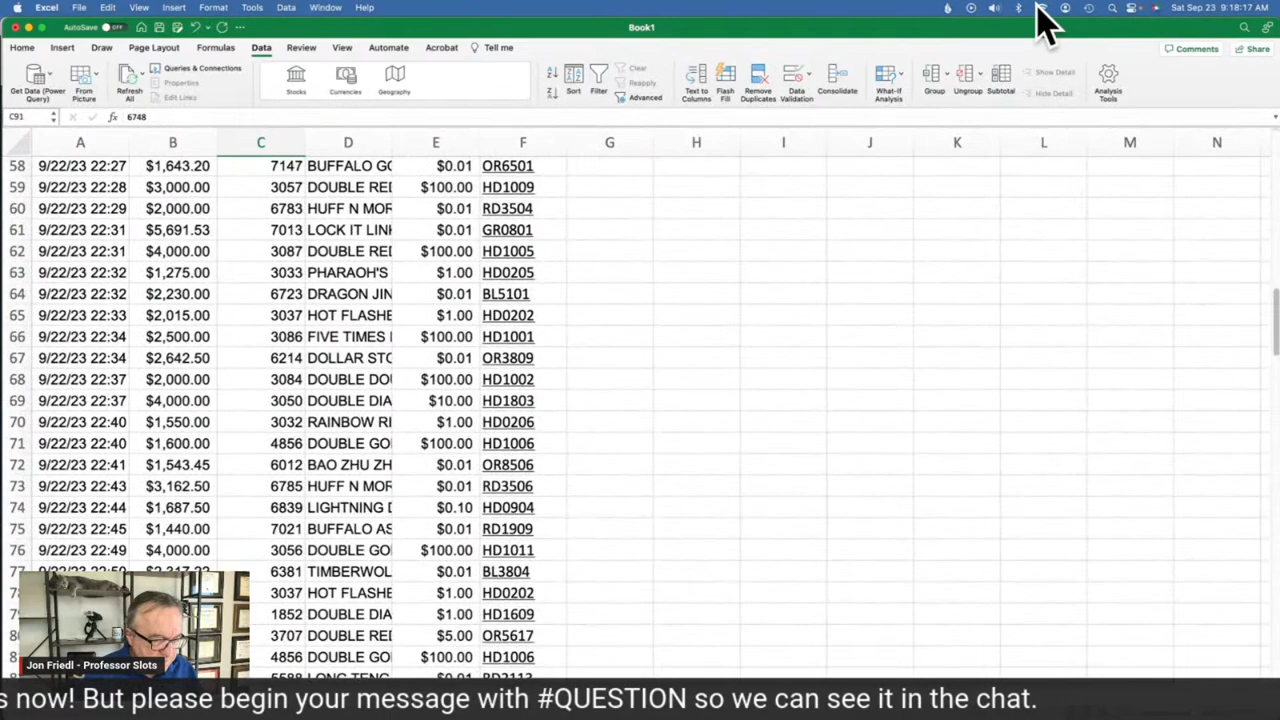 Excel File Edit View Insert Format Tools Data Window Help Sat Sep 23 9:18:17 AM
AutoSave OFF Book1
Home Insert Draw Page Layout Formulas Data Review View Automate Acrobat Tell me Comments Share
Get Data (Power Query) From Picture Refresh All Queries & Connections Properties Edit Links Stocks Currencies Geography Sort Filter Clear Reapply Advanced Text to Columns Flash Fill Remove Duplicates Data Validation Consolidate What-If Analysis Group Ungroup Subtotal Show Detail Hide Detail Analysis Tools
C91 fx 6748
A B C D E F G H I J K L M N
58 9/22/23 22:27 $1,643.20 7147 BUFFALO GO $0.01 OR6501
59 9/22/23 22:28 $3,000.00 3057 DOUBLE RED $100.00 HD1009
60 9/22/23 22:29 $2,000.00 6783 HUFF N MOR $0.01 RD3504
61 9/22/23 22:31 $5,691.53 7013 LOCK IT LINK $0.01 GR0801
62 9/22/23 22:31 $4,000.00 3087 DOUBLE RED $100.00 HD1005
63 9/22/23 22:32 $1,275.00 3033 PHARAOH'S $1.00 HD0205
64 9/22/23 22:32 $2,230.00 6723 DRAGON JIN $0.01 BL5101
65 9/22/23 22:33 $2,015.00 3037 HOT FLASHE $1.00 HD0202
66 9/22/23 22:34 $2,500.00 3086 FIVE TIMES $100.00 HD1001
67 9/22/23 22:34 $2,642.50 6214 DOLLAR STO $0.01 OR3809
68 9/22/23 22:37 $2,000.00 3084 DOUBLE DOU $100.00 HD1002
69 9/22/23 22:37 $4,000.00 3050 DOUBLE DIA $10.00 HD1803
70 9/22/23 22:40 $1,550.00 3032 RAINBOW RI $1.00 HD0206
71 9/22/23 22:40 $1,600.00 4856 DOUBLE GO $100.00 HD1006
72 9/22/23 22:41 $1,543.45 6012 BAO ZHU ZH $0.01 OR8506
73 9/22/23 22:43 $3,162.50 6785 HUFF N MOR $0.01 RD3506
74 9/22/23 22:44 $1,687.50 6839 LIGHTNING $0.10 HD0904
75 9/22/23 22:45 $1,440.00 7021 BUFFALO AS $0.01 RD1909
76 9/22/23 22:49 $4,000.00 3056 DOUBLE GO $100.00 HD1011
77 6381 TIMBERWOL $0.01 BL3804
3037 HOT FLASHE $1.00 HD0202
1852 DOUBLE DIA $1.00 HD1609
3707 DOUBLE RED $5.00 OR5617
4856 DOUBLE GO $100.00 HD1006
Jon Friedl - Professor Slots
s now! But please begin your message with #QUESTION so we can see it in the chat.